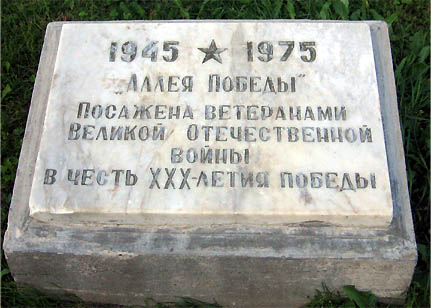 1945 ★ 1975
„Аллея Победы"
Посажена ветеранами
Великой Отечественной
войны
в честь XXX-летия победы